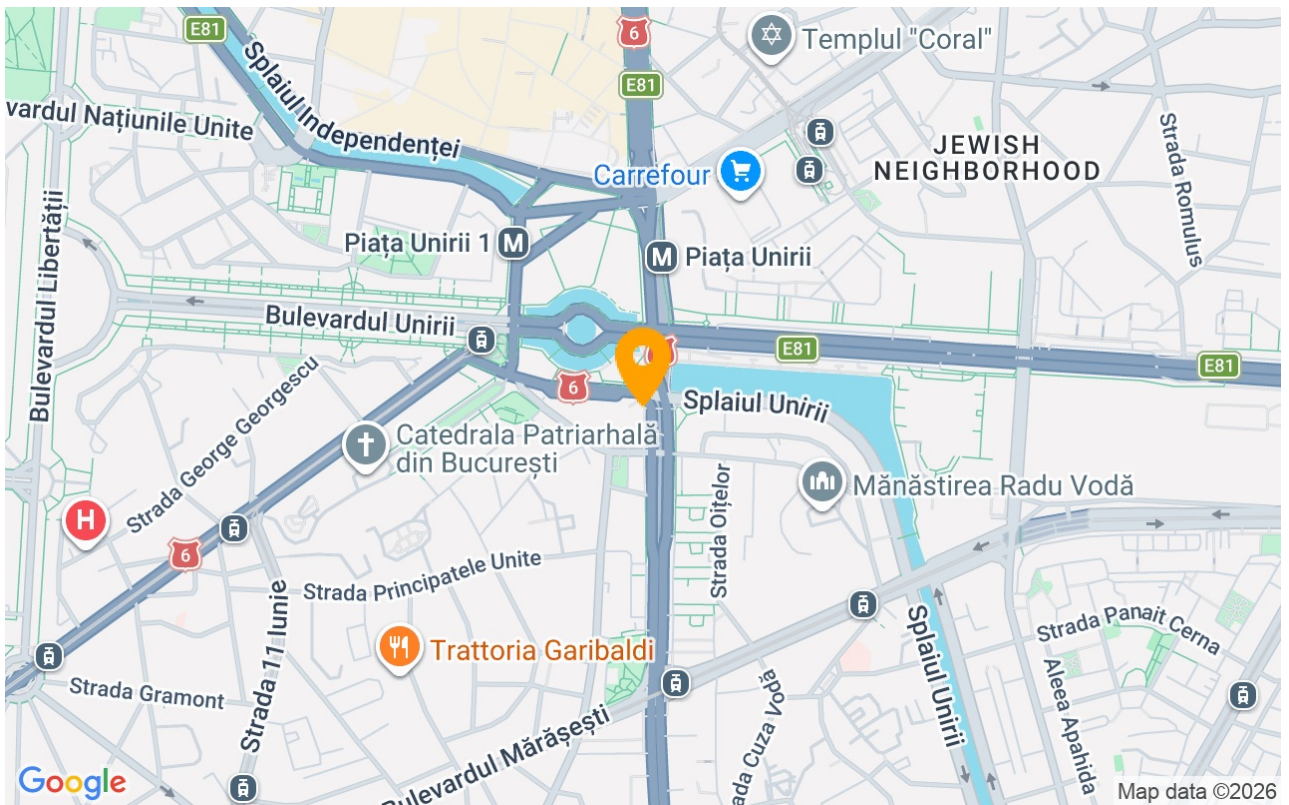 E81
6
Templul "Coral"
Splaiul Independenței
E81
vardul Națiunile Unite
JEWISH
NEIGHBORHOOD
Strada Romulus
Carrefour
Bulevardul Libertății
Piața Unirii 1
M
M
Piața Unirii
Bulevardul Unirii
E81
E81
6
Splaiul Unirii
Strada George Georgescu
Catedrala Patriarhală
din București
Mănăstirea Radu Vodă
Strada Oițelor
H
6
Strada Principatele Unite
Strada 11 Iunie
Trattoria Garibaldi
Splaiul Unirii
Strada Panait Cerna
Aleea Apahida
Strada Gramont
ada Cuza Vodă
Bulevardul Mărășești
Google
Map data ©2026